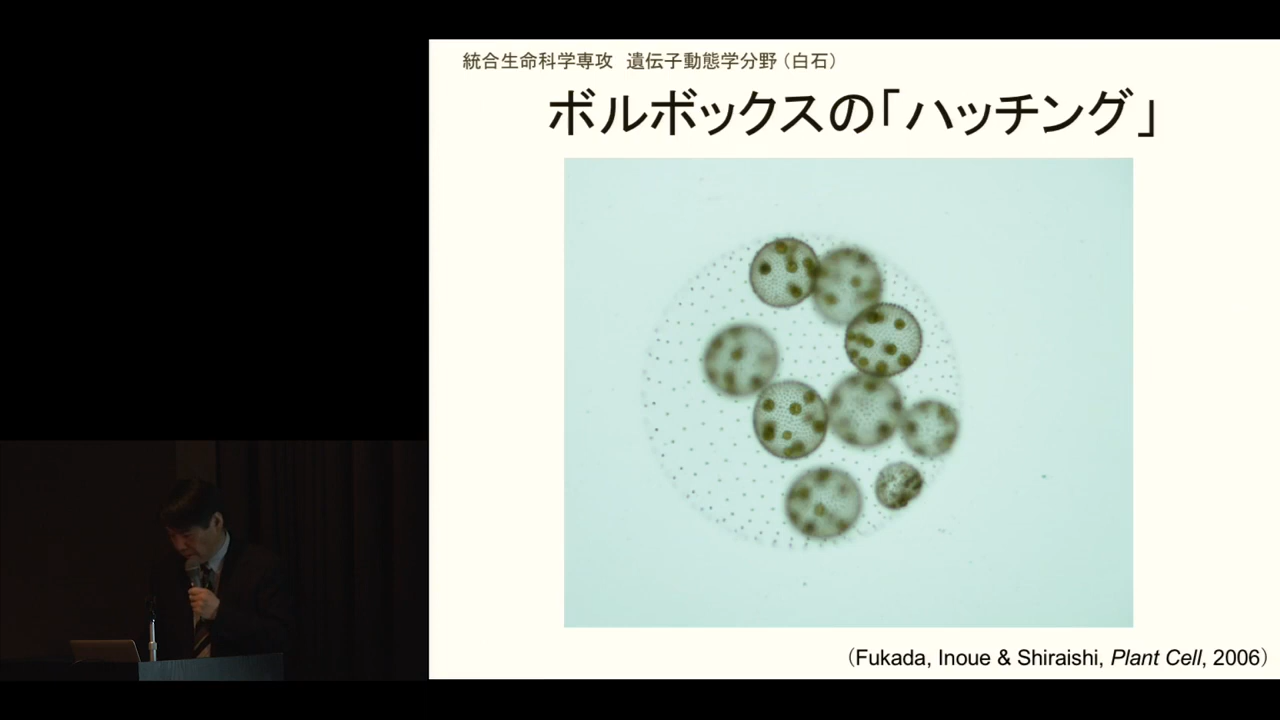 統合生命科学専攻　遺伝子動態学分野（白石）
ボルボックスの「ハッチング」
（Fukada, Inoue & Shiraishi, Plant Cell, 2006）